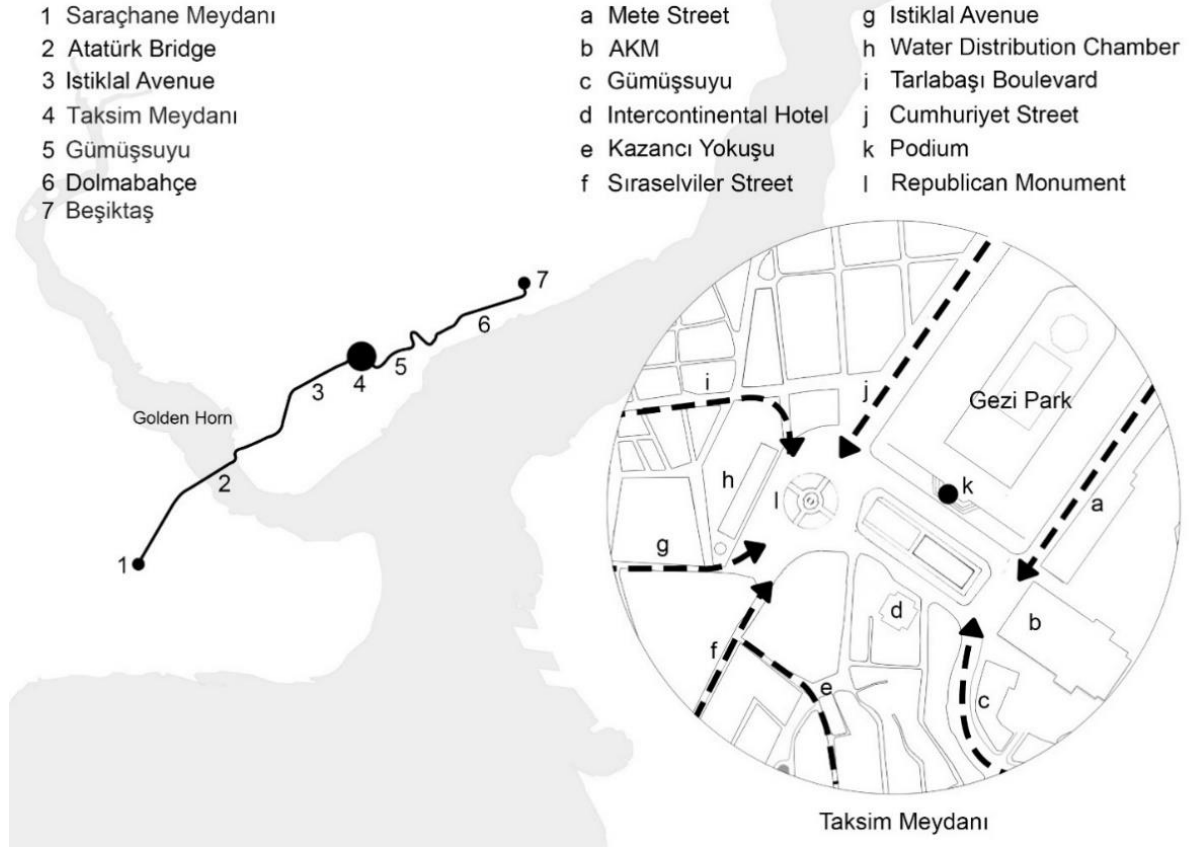 1 Saraçhane Meydanı
2 Atatürk Bridge
3 Istiklal Avenue
4 Taksim Meydanı
5 Gümüşsuyu
6 Dolmabahçe
7 Beşiktaş
a Mete Street
b AKM
c Gümüşsuyu
d Intercontinental Hotel
e Kazancı Yokuşu
f Sıraselviler Street
g Istiklal Avenue
h Water Distribution Chamber
i Tarlabaşı Boulevard
j Cumhuriyet Street
k Podium
l Republican Monument
7
6
5
4
3
Golden Horn
2
1
i
j
Gezi Park
h
l
k
a
g
d
b
f
e
c
Taksim Meydanı